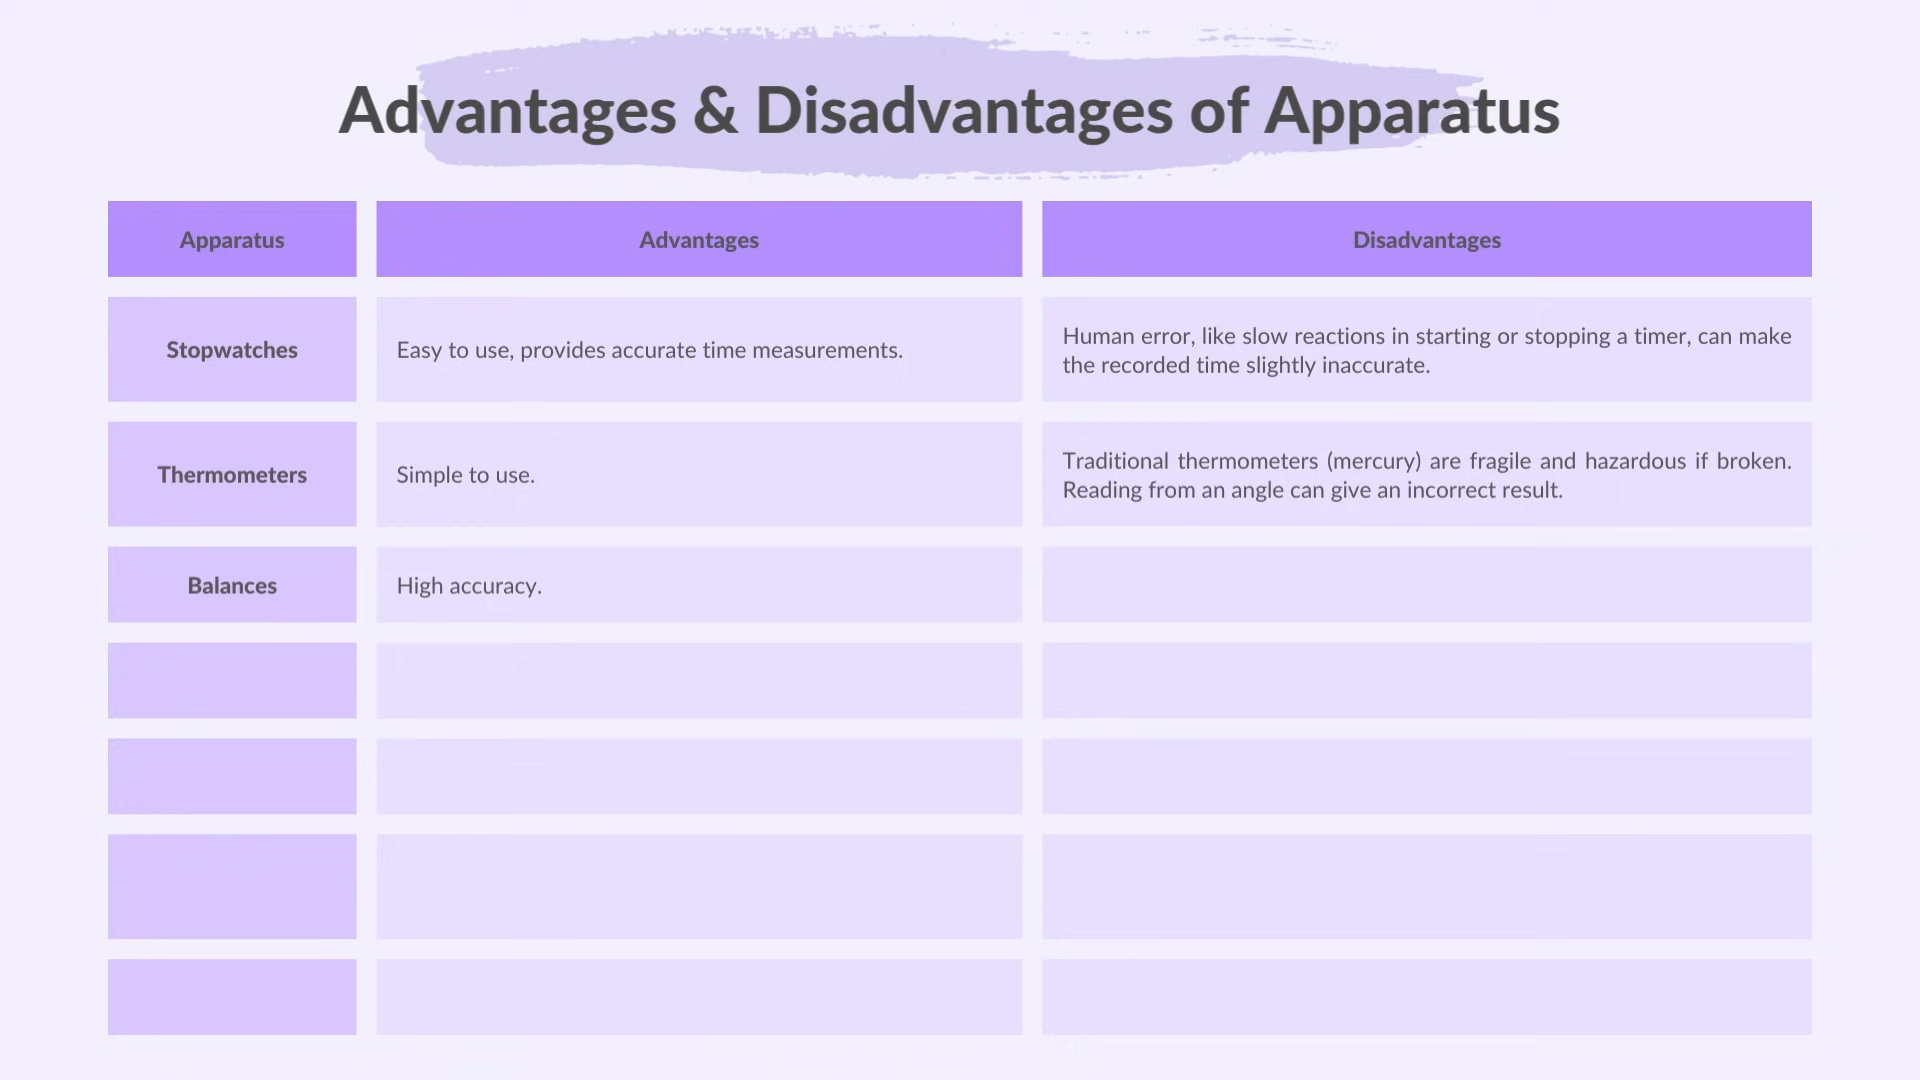 Advantages & Disadvantages of Apparatus
Apparatus
Advantages
Disadvantages
Stopwatches
Easy to use, provides accurate time measurements.
Human error, like slow reactions in starting or stopping a timer, can make
the recorded time slightly inaccurate.
Thermometers
Simple to use.
Traditional thermometers (mercury) are fragile and hazardous if broken.
Reading from an angle can give an incorrect result.
Balances
High accuracy.